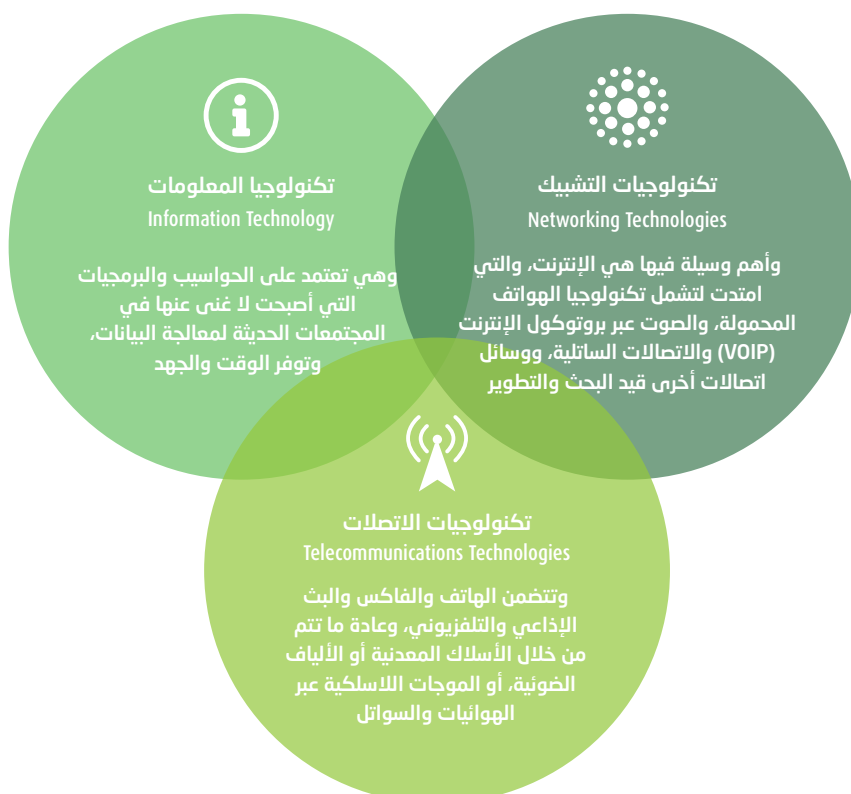 تكنولوجيات التشبيك
Networking Technologies
وأهم وسيلة فيها هي الإنترنت، والتي
امتدت لتشمل تكنولوجيا الهواتف
المحمولة، والصوت عبر بروتوكول الإنترنت
(VOIP) والاتصالات الساتلية، ووسائل
اتصالات أخرى قيد البحث والتطوير
تكنولوجيا المعلومات
Information Technology
وهي تعتمد على الحواسيب والبرمجيات
التي أصبحت لا غنى عنها في
المجتمعات الحديثة لمعالجة البيانات،
وتوفر الوقت والجهد
تكنولوجيات الاتصلات
Telecommunications Technologies
وتتضمن الهاتف والفاكس والبث
الإذاعي والتلفزيوني، وعادة ما تتم
من خلال الأسلاك المعدنية أو الألياف
الضوئية، أو الموجات اللاسلكية عبر
الهوائيات والسواتل